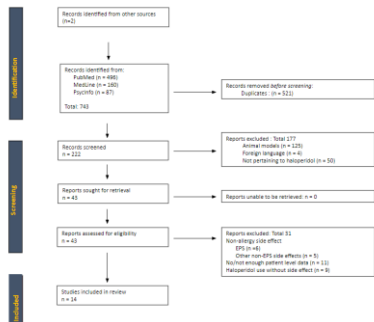 Records identified from other sources
(n=2)
Identification
Records identified from:
PubMed (n = 496)
Medline (n = 160)
PsycInfo (n = 87)
Total: 743
Records removed before screening:
Duplicates : (n = 521)
Records screened
n = 222
Reports excluded : Total 177
Animal models (n = 123)
Foreign language (n = 4)
Not pertaining to haloperidol (n = 50)
Screening
Reports sought for retrieval
n = 43
Reports unable to be retrieved: n = 0
Reports assessed for eligibility
n = 43
Reports excluded: Total 31
Non-allergy side effect
EPS (n =6)
Other non-EPS side effects (n = 5)
No/not enough patient level data (n = 11)
Haloperidol use without side effect (n = 9)
Included
Studies included in review
n = 14